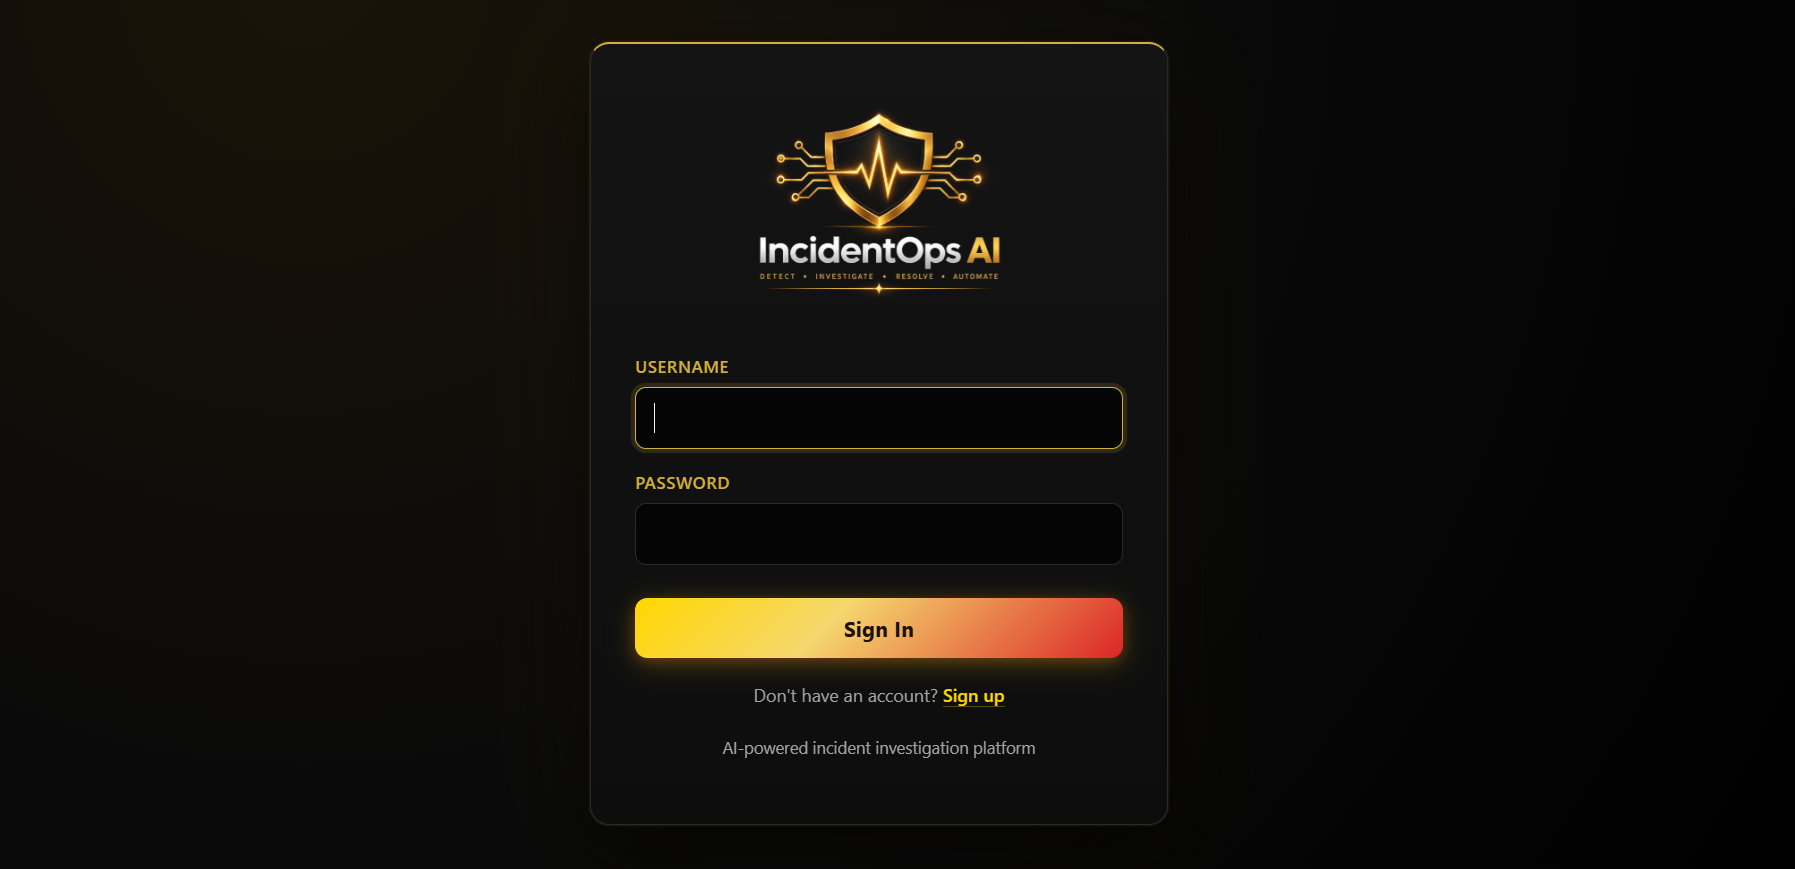 IncidentOps AI
DETECT • INVESTIGATE • RESOLVE • AUTOMATE
USERNAME
PASSWORD
Sign In
Don't have an account? Sign up
AI-powered incident investigation platform